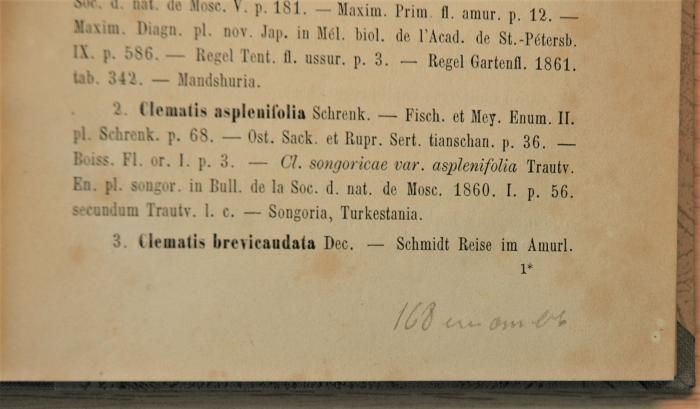 Soc. d. nat. de Mosc. V. p. 181. — Maxim. Prim. fl. amur. p. 12. —
Maxim. Diagn. pl. nov. Jap. in Mél. biol. de l'Acad. de St.-Pétersb.
IX. p. 586. — Regel Tent. fl. ussur. p. 3. — Regel Gartenfl. 1861.
tab. 342. — Mandshuria.
2. Clematis asplenifolia Schrenk. — Fisch. et Mey. Enum. II.
pl. Schrenk. p. 68. — Ost. Sack. et Rupr. Sert. tianschan. p. 36. —
Boiss. Fl. or. I. p. 3. — Cl. songoricae var. asplenifolia Trautv.
En. pl. songor. in Bull. de la Soc. d. nat. de Mosc. 1860. I. p. 56.
secundum Trautv. l. c. — Songoria, Turkestania.
3. Clematis brevicaudata Dec. — Schmidt Reise im Amurl.
1*
168